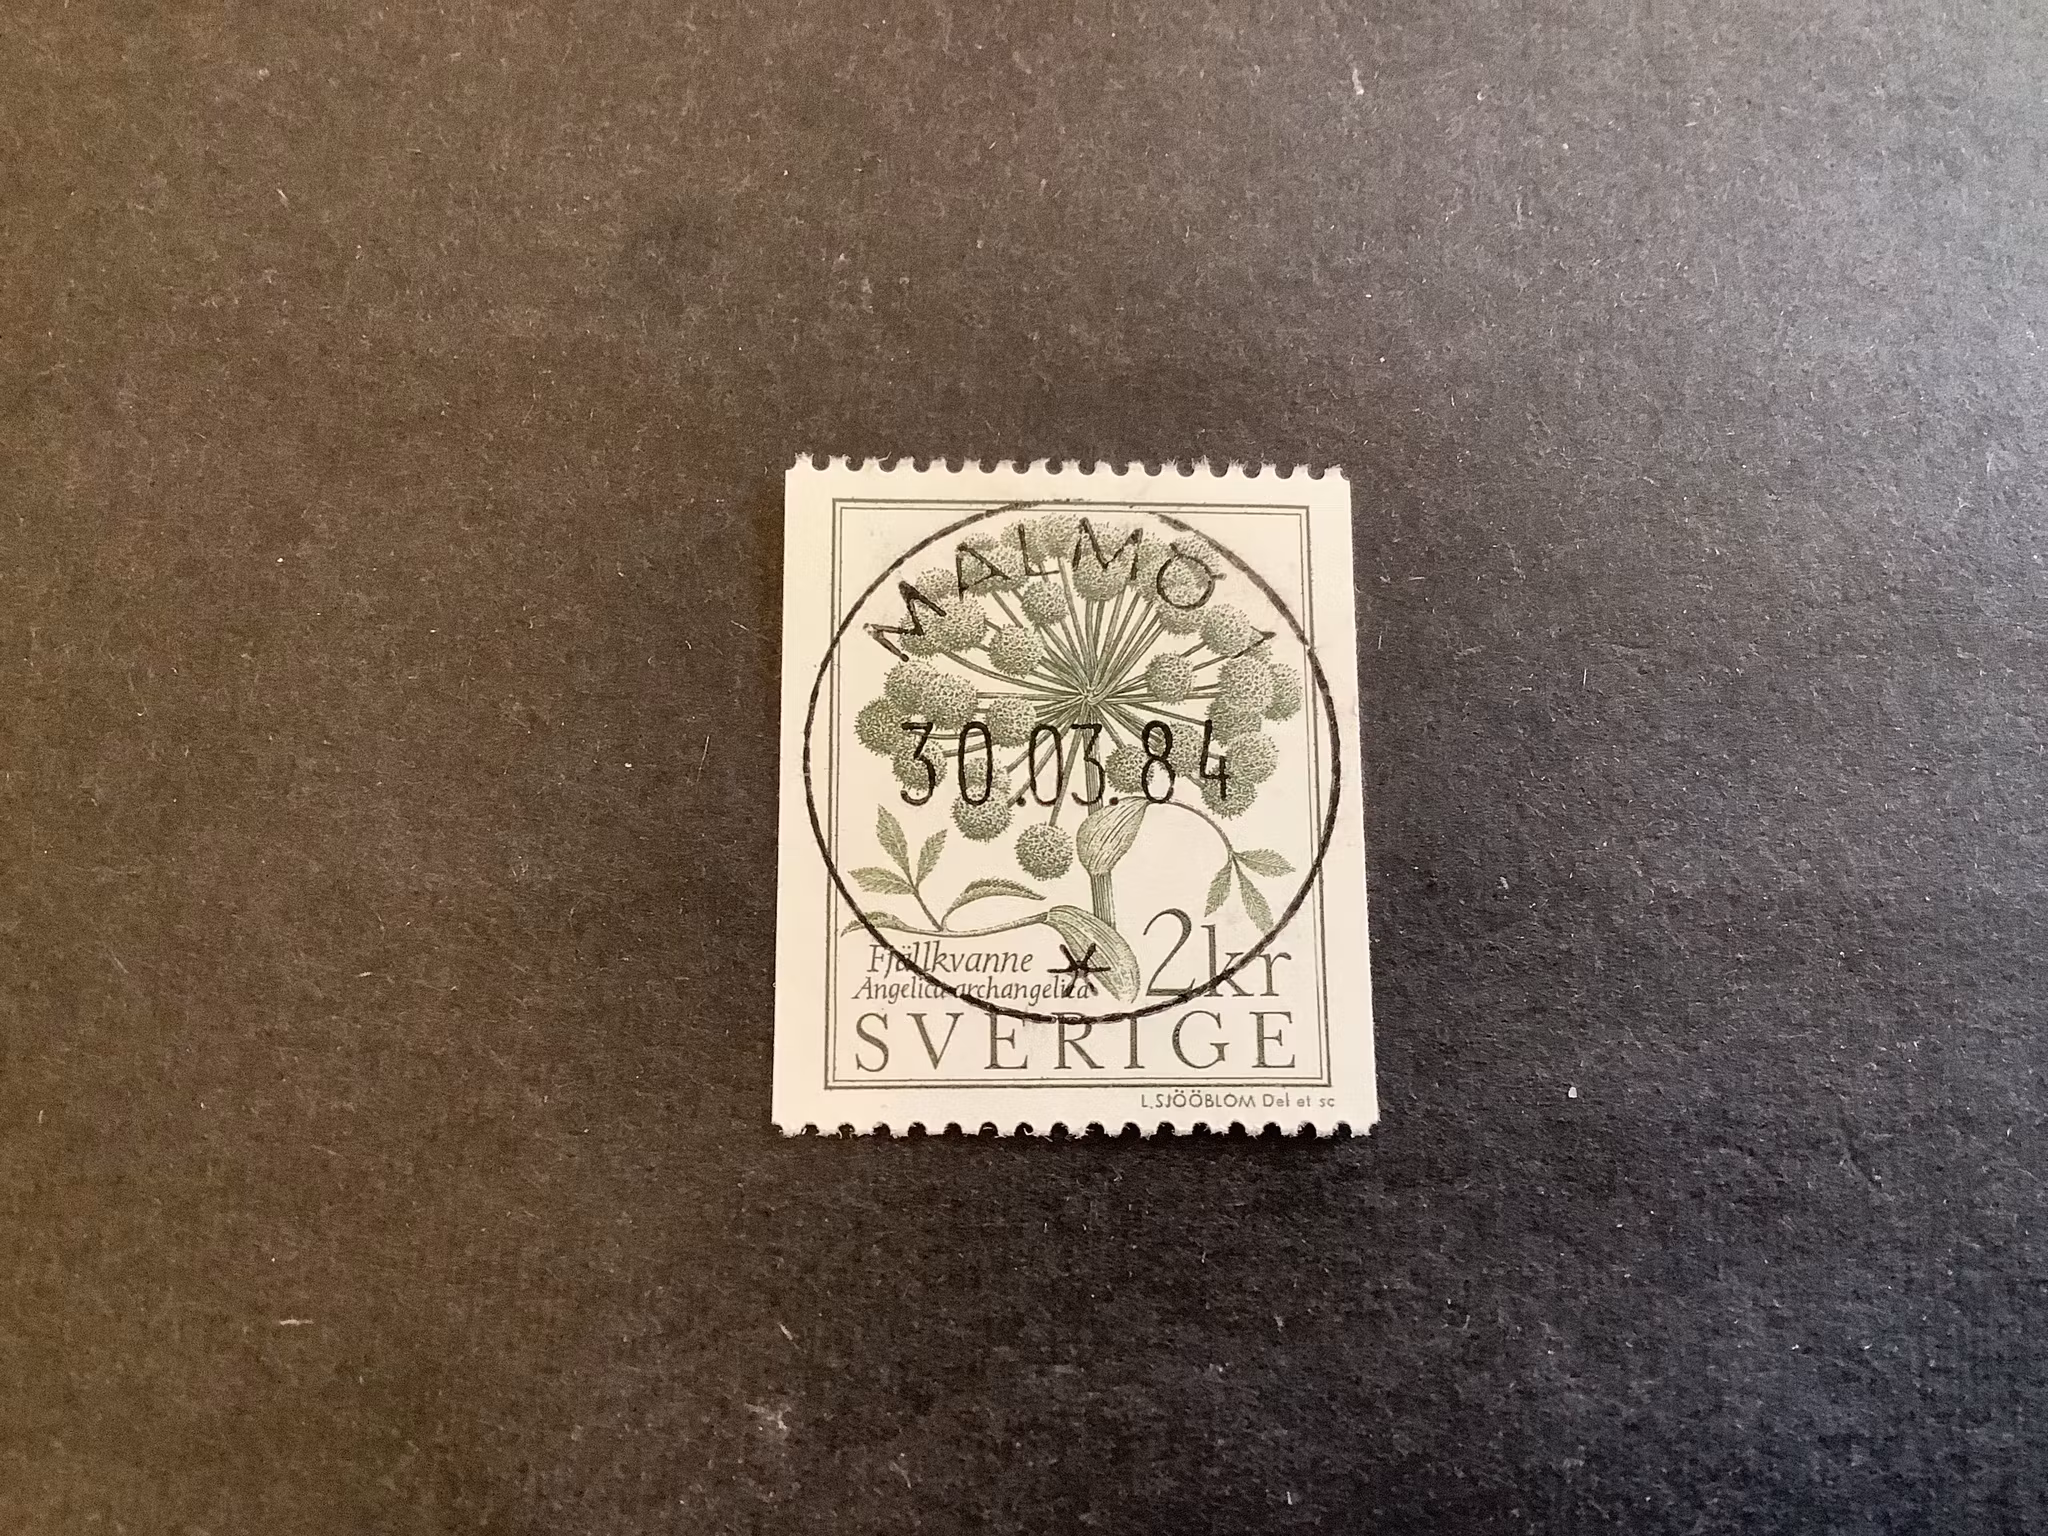 MALMÖ 1
30.03.84
Fjällkvanne
Angelica archangelica
2kr
SVERIGE
L.SJÖÖBLOM Del et sc